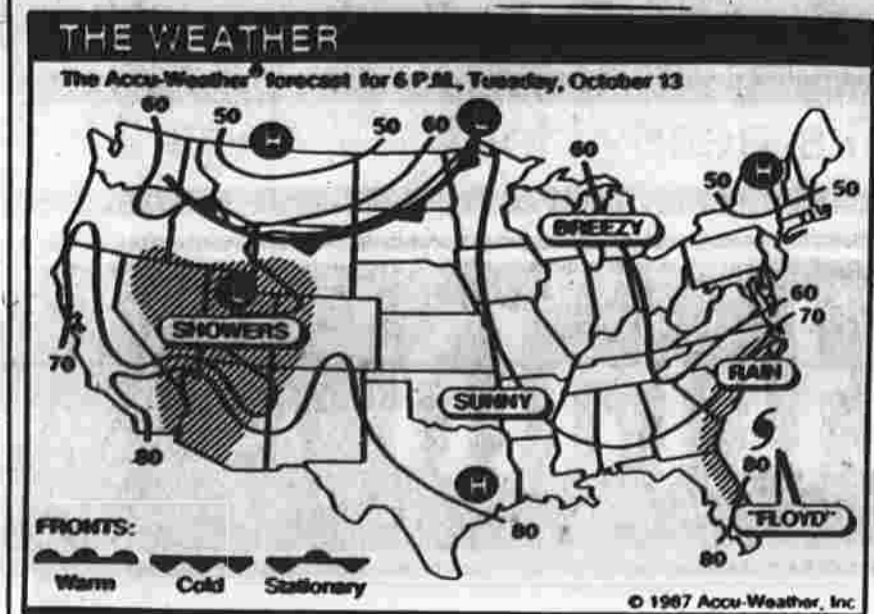 THE WEATHER
The Accu-Weather® forecast for 6 P.M., Tuesday, October 13
60
50
50
60
H
L
60
50
H
50
BREEZY
L
SHOWERS
60
70
70
RAIN
SUNNY
80
H
80
80
"FLOYD"
80
FRONTS:
Warm Cold Stationary
© 1987 Accu-Weather, Inc